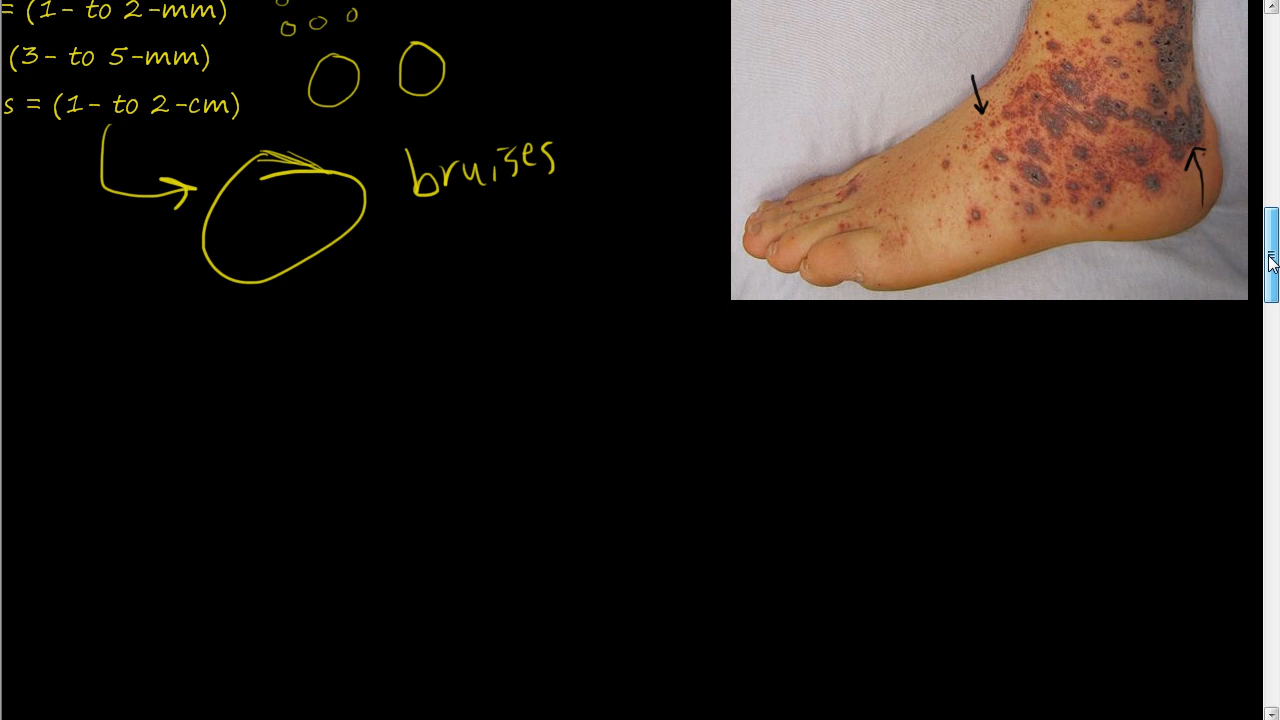 = (1- to 2-mm)
(3- to 5-mm)
s = (1- to 2-cm)
bruises